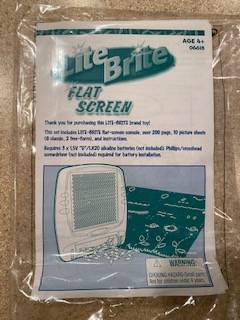 AGE 4+
06618
Lite
Brite
FLAT
SCREEN
Thank you for purchasing this LITE-BRITE brand toy!
This set includes LITE-BRITE flat-screen console, over 200 pegs, 10 picture sheets
(8 classic, 2 free-form), and instructions.
Requires 3 x 1.5V "D"/LR20 alkaline batteries (not included). Phillips/crosshead
screwdriver (not included) required for battery installation.
WARNING:
CHOKING HAZARD-Small parts.
Not for children under 3 years.